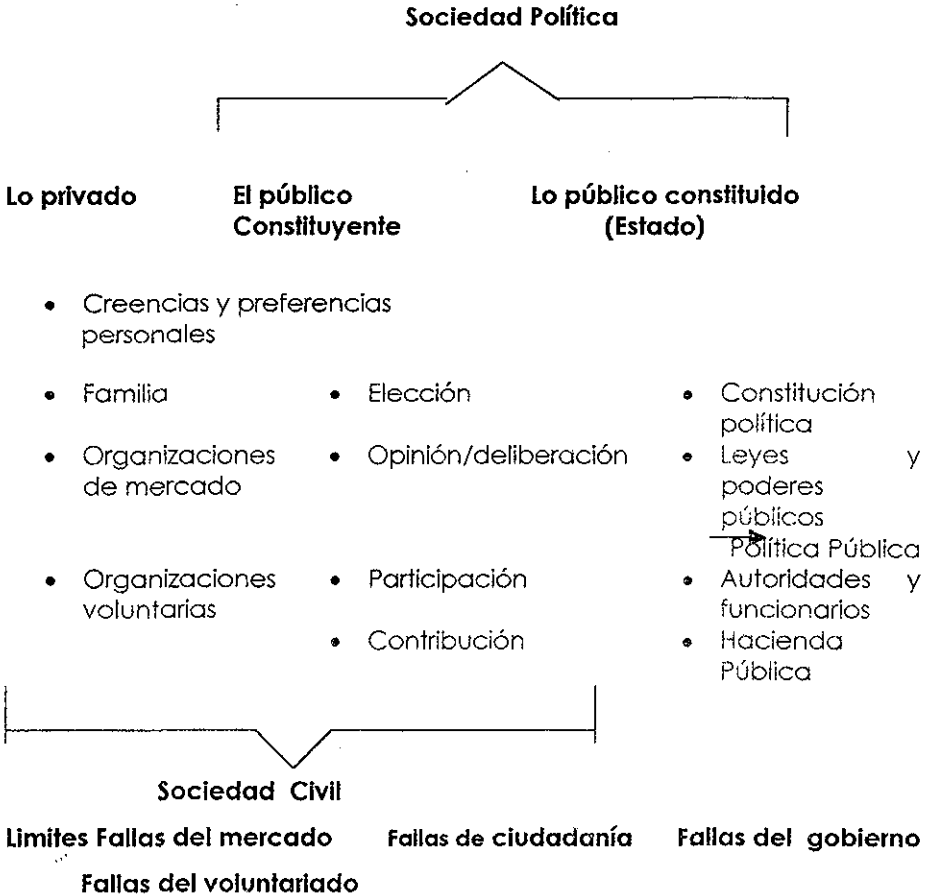 Sociedad Política
Lo privado El público Lo público constituido
Constituyente (Estado)
• Creencias y preferencias
personales
• Familia • Elección • Constitución
política
• Organizaciones • Opinión/deliberación • Leyes y
de mercado poderes
públicos
Política Pública
• Organizaciones • Participación • Autoridades y
voluntarias funcionarios
• Contribución • Hacienda
Pública
Sociedad Civil
Limites Fallas del mercado Fallas de ciudadanía Fallas del gobierno
Fallas del voluntariado